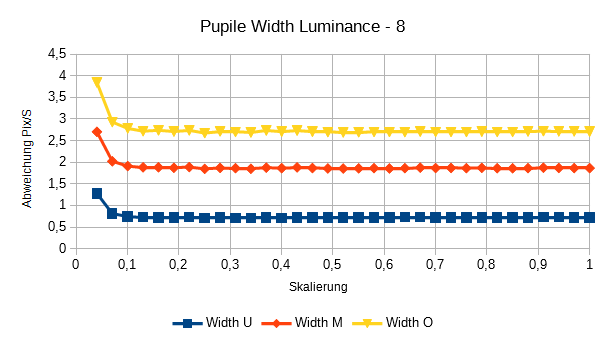 Pupile Width Luminance - 8
4,5
4
3,5
3
2,5
2
1,5
1
0,5
0
Abweichung Pix/S
0 0,1 0,2 0,3 0,4 0,5 0,6 0,7 0,8 0,9 1
Skalierung
Width U Width M Width O